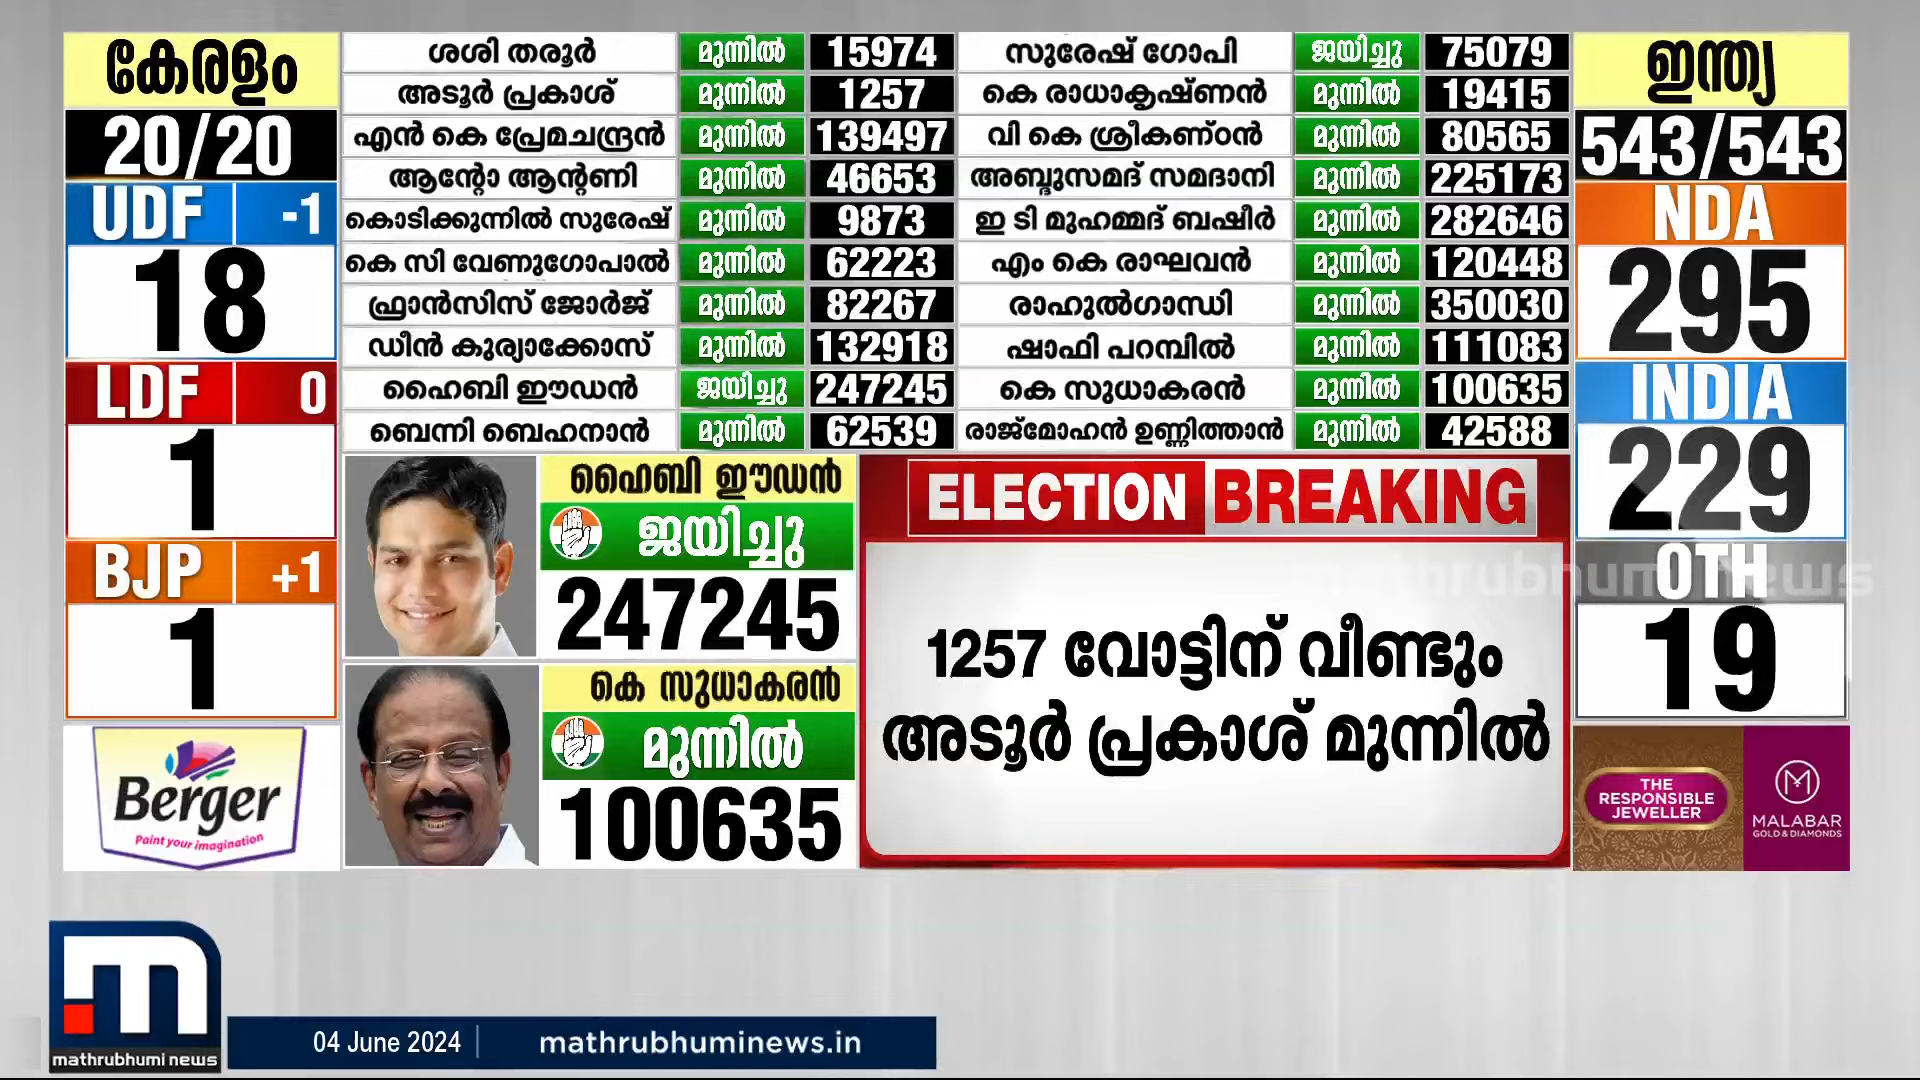 കേരളം
20/20
UDF -1
18
LDF 0
1
BJP +1
1
Berger
Paint your imagination
ശശി തരൂർ മുന്നിൽ 15974
അടൂർ പ്രകാശ് മുന്നിൽ 1257
എൻ കെ പ്രേമചന്ദ്രൻ മുന്നിൽ 139497
ആന്റോ ആന്റണി മുന്നിൽ 46653
കൊടിക്കുന്നിൽ സുരേഷ് മുന്നിൽ 9873
കെ സി വേണുഗോപാൽ മുന്നിൽ 62223
ഫ്രാൻസിസ് ജോർജ് മുന്നിൽ 82267
ഡീൻ കുര്യാക്കോസ് മുന്നിൽ 132918
ഹൈബി ഈഡൻ ജയിച്ചു 247245
ബെന്നി ബെഹനാൻ മുന്നിൽ 62539
സുരേഷ് ഗോപി ജയിച്ചു 75079
കെ രാധാകൃഷ്ണൻ മുന്നിൽ 19415
വി കെ ശ്രീകണ്ഠൻ മുന്നിൽ 80565
അബ്ദുസമദ് സമദാനി മുന്നിൽ 225173
ഇ ടി മുഹമ്മദ് ബഷീർ മുന്നിൽ 282646
എം കെ രാഘവൻ മുന്നിൽ 120448
രാഹുൽഗാന്ധി മുന്നിൽ 350030
ഷാഫി പറമ്പിൽ മുന്നിൽ 111083
കെ സുധാകരൻ മുന്നിൽ 100635
രാജ്മോഹൻ ഉണ്ണിത്താൻ മുന്നിൽ 42588
ഹൈബി ഈഡൻ
ജയിച്ചു
247245
കെ സുധാകരൻ
മുന്നിൽ
100635
ELECTION BREAKING
1257 വോട്ടിന് വീണ്ടും
അടൂർ പ്രകാശ് മുന്നിൽ
ഇന്ത്യ
543/543
NDA
295
INDIA
229
OTH
19
mathrubhumi news
THE
RESPONSIBLE
JEWELLER
MALABAR
GOLD & DIAMONDS
mathrubhumi news
04 June 2024
mathrubhuminews.in